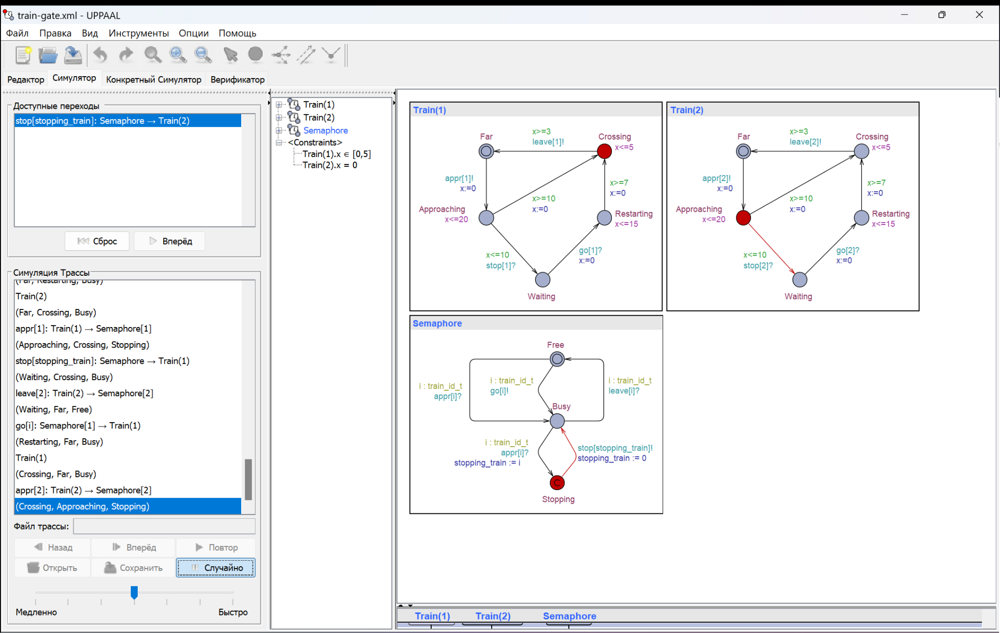 train-gate.xml - UPPAAL
Файл Правка Вид Инструменты Опции Помощь
Редактор Симулятор Конкретный Симулятор Верификатор
Доступные переходы
stop[stopping_train]: Semaphore → Train(2)
Сброс Вперёд
Симуляция Трассы
(Far, Restarting, Busy)
Train(2)
(Far, Crossing, Busy)
appr[1]: Train(1) → Semaphore[1]
(Approaching, Crossing, Stopping)
stop[stopping_train]: Semaphore → Train(1)
(Waiting, Crossing, Busy)
leave[2]: Train(2) → Semaphore[2]
(Waiting, Far, Free)
go[i]: Semaphore[1] → Train(1)
(Restarting, Far, Busy)
Train(1)
(Crossing, Far, Busy)
appr[2]: Train(2) → Semaphore[2]
(Crossing, Approaching, Stopping)
Файл трассы:
Назад Вперёд Повтор
Открыть Сохранить Случайно
Медленно Быстро
Train(1)
Train(2)
Semaphore
<Constraints>
Train(1).x ∈ [0,5]
Train(2).x = 0
Train(1)
Far
x>=3
leave[1]!
Crossing
x<=5
appr[1]!
x:=0
x>=7
x:=0
x>=10
x:=0
Approaching
x<=20
Restarting
x<=15
x<=10
stop[1]?
go[1]?
x:=0
Waiting
Train(2)
Far
x>=3
leave[2]!
Crossing
x<=5
appr[2]!
x:=0
x>=7
x:=0
x>=10
x:=0
Approaching
x<=20
Restarting
x<=15
x<=10
stop[2]?
go[2]?
x:=0
Waiting
Semaphore
Free
i : train_id_t
appr[i]?
i : train_id_t
go[i]!
i : train_id_t
leave[i]?
Busy
i : train_id_t
appr[i]?
stopping_train := i
stop[stopping_train]!
stopping_train := 0
C
Stopping
Train(1) Train(2) Semaphore